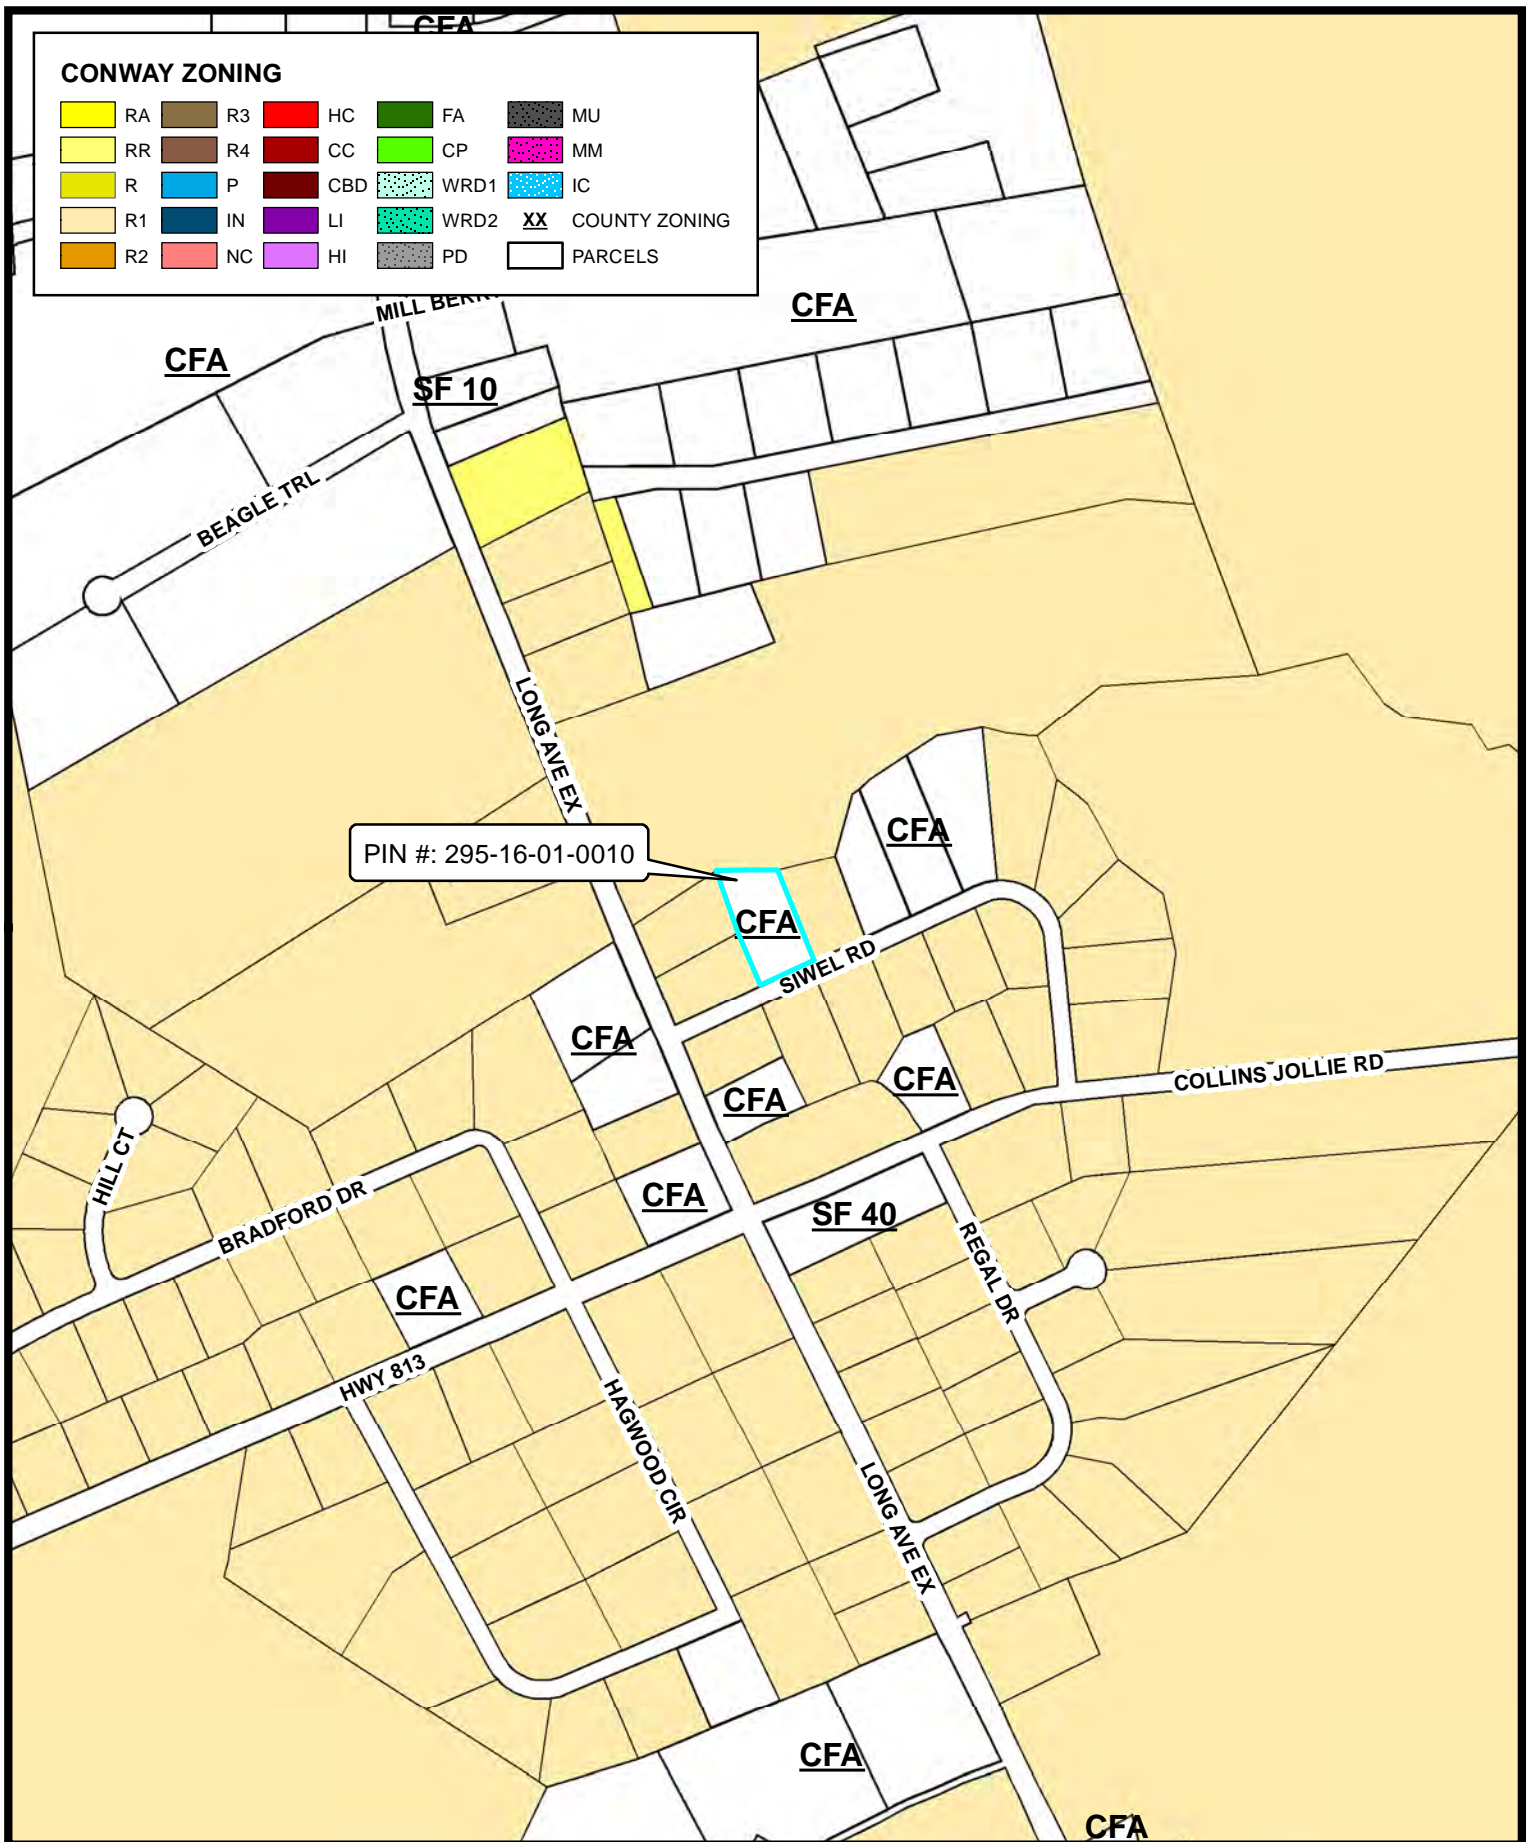 CFA
CONWAY ZONING
RA R3 HC FA MU
RR R4 CC CP MM
R P CBD WRD1 IC
R1 IN LI WRD2 XX COUNTY ZONING
R2 NC HI PD PARCELS
MILL BERRY
CFA
CFA
SF 10
BEAGLE TRL
LONG AVE EX
CFA
PIN #: 295-16-01-0010
CFA
SIWEL RD
CFA
CFA
CFA
COLLINS JOLLIE RD
HILL CT
BRADFORD DR
CFA
SF 40
REGAL DR
CFA
HWY 813
HAGWOOD CIR
LONG AVE EX
CFA
CFA